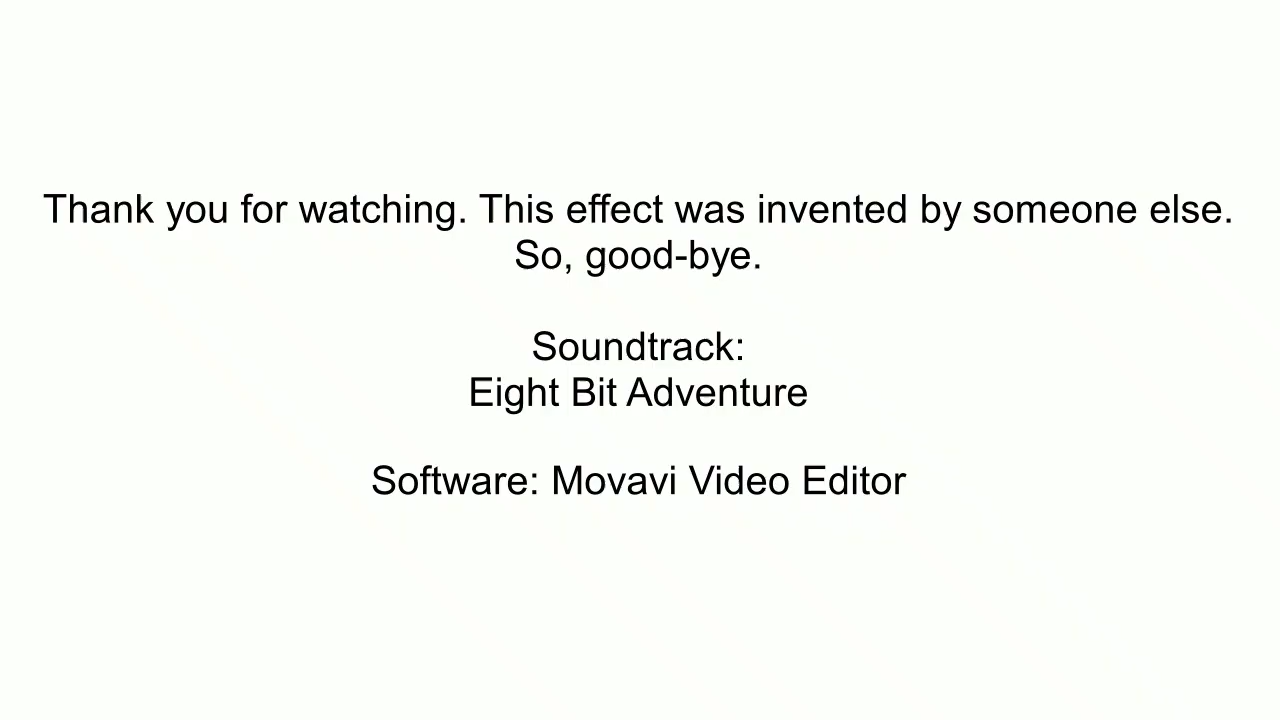 Thank you for watching. This effect was invented by someone else.
So, good-bye.
Soundtrack:
Eight Bit Adventure
Software: Movavi Video Editor